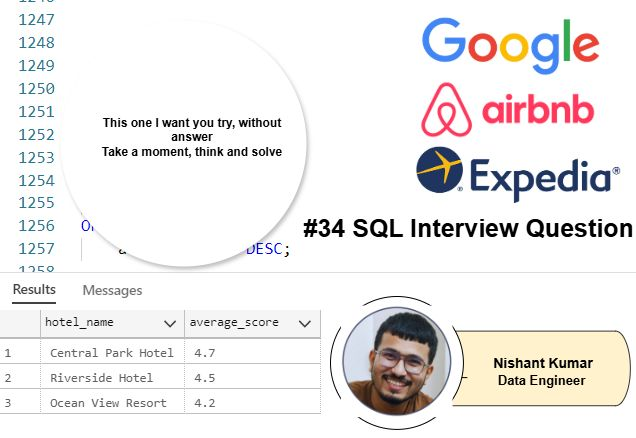 1247
1248
1249
1250
1251
1252
1253
1254
1255
1256
1257 DESC;
1258
This one I want you try, without
answer
Take a moment, think and solve
Google
airbnb
Expedia®
#34 SQL Interview Question
Results Messages
hotel_name average_score
1 Central Park Hotel 4.7
2 Riverside Hotel 4.5
3 Ocean View Resort 4.2
Nishant Kumar
Data Engineer